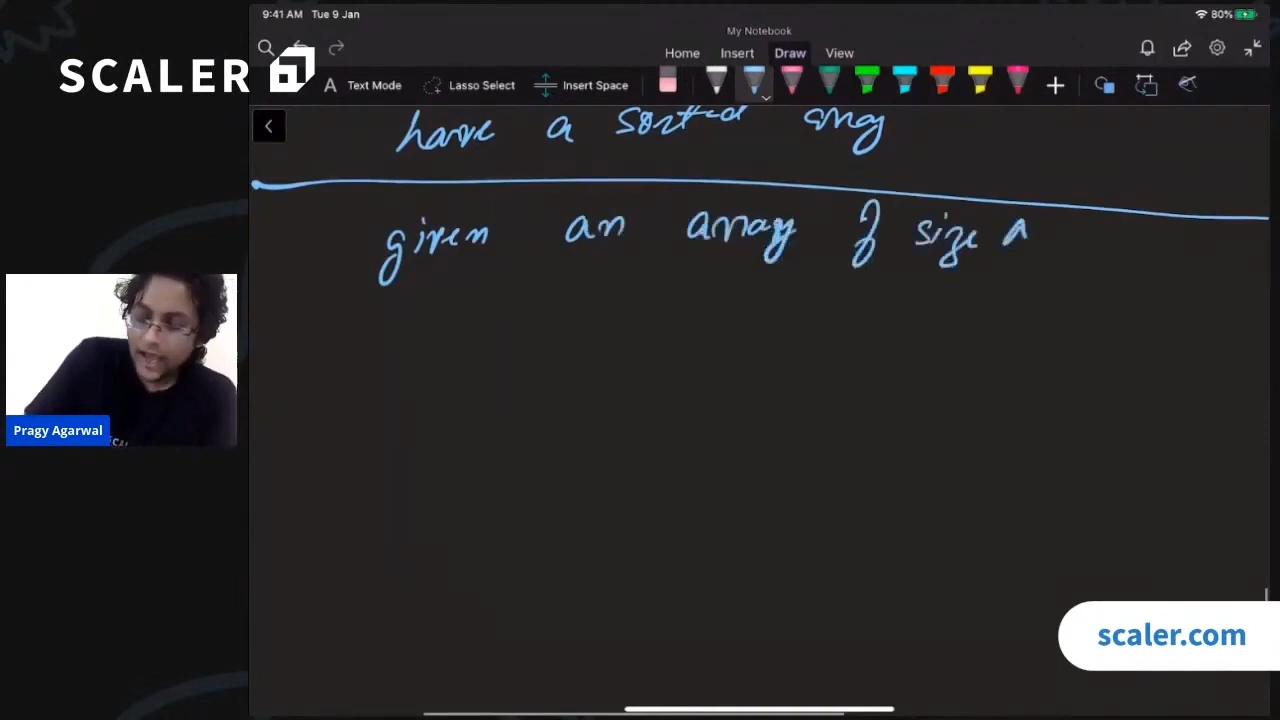 9:41 AM Tue 9 Jan
80%
My Notebook
Home Insert Draw View
SCALER
A Text Mode Lasso Select Insert Space
have a sorted array
given an array of size n
Pragy Agarwal
scaler.com